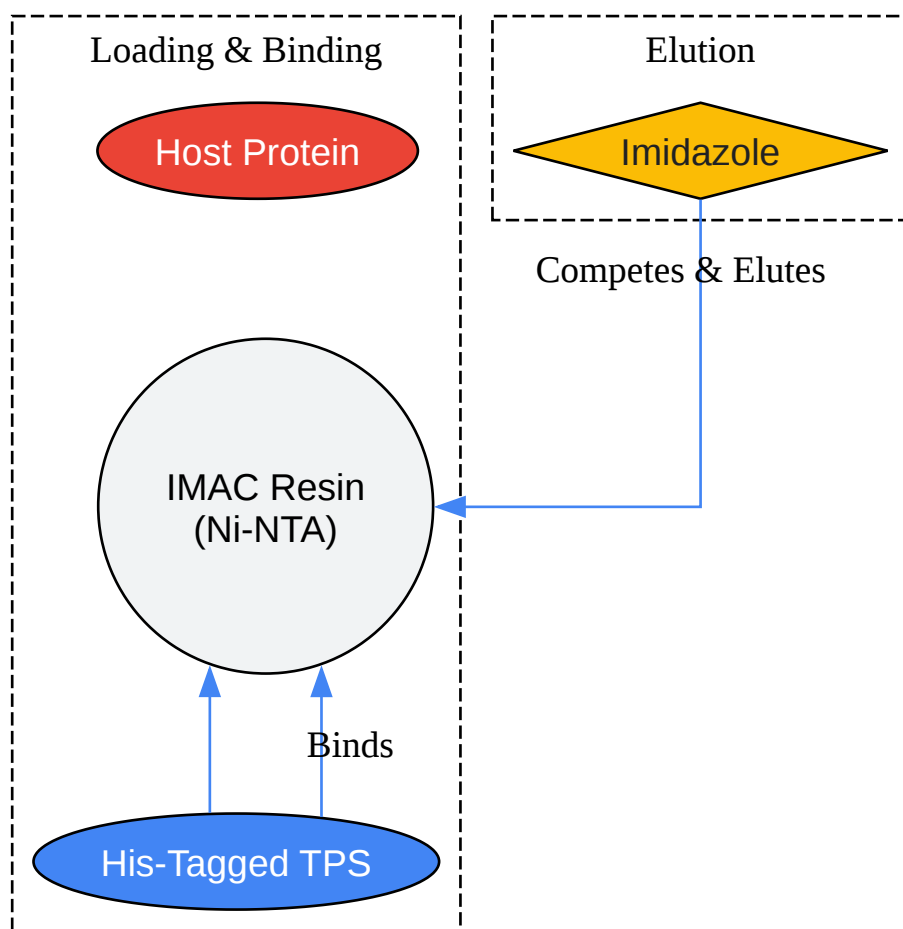 Loading & Binding
Elution
Host Protein
Imidazole
Competes & Elutes
IMAC Resin
(Ni-NTA)
Binds
His-Tagged TPS